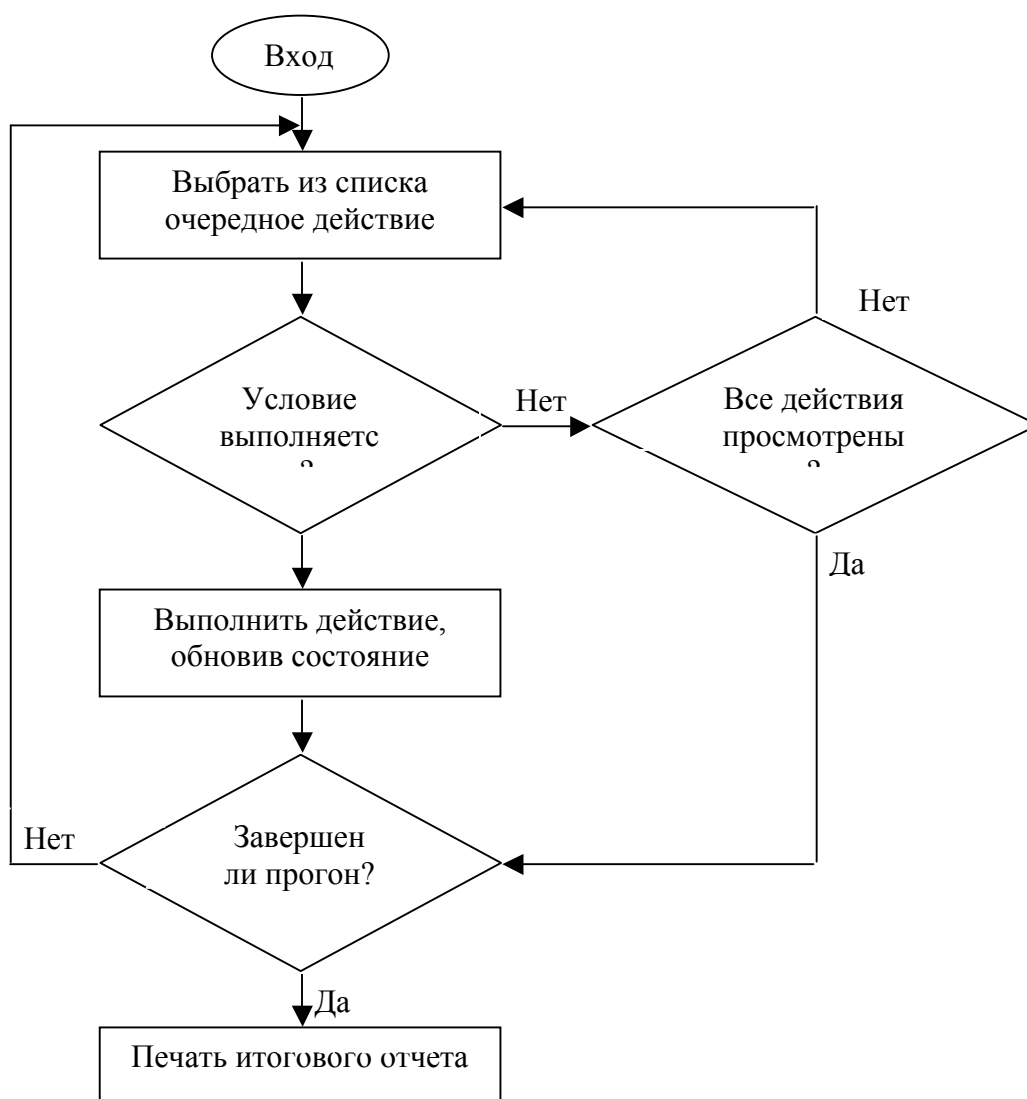 Вход
Выбрать из списка
очередное действие
Нет
Условие
выполняетс
?
Нет
Все действия
просмотрены
?
Да
Выполнить действие,
обновив состояние
Нет
Завершен
ли прогон?
Да
Печать итогового отчета